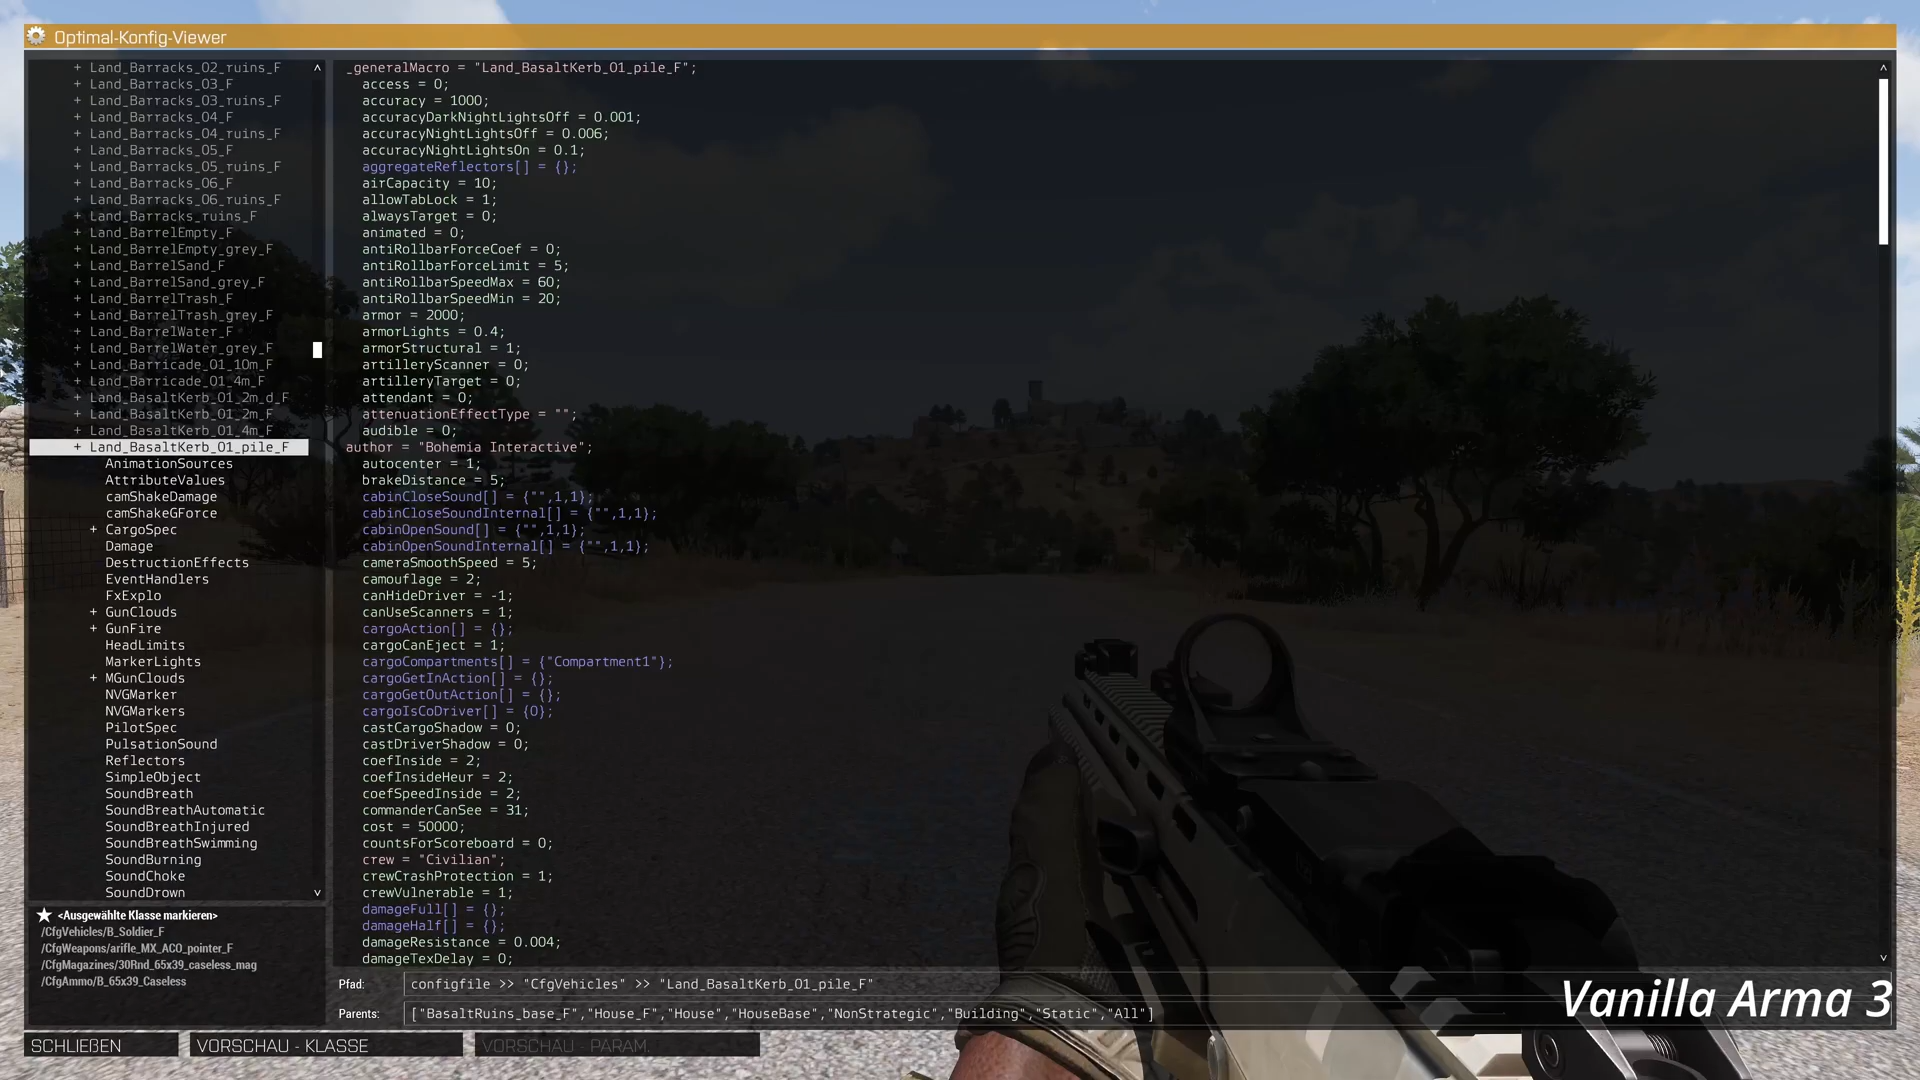 Optimal-Konfig-Viewer
+ Land_Barracks_02_ruins_F
+ Land_Barracks_03_F
+ Land_Barracks_03_ruins_F
+ Land_Barracks_04_F
+ Land_Barracks_04_ruins_F
+ Land_Barracks_05_F
+ Land_Barracks_05_ruins_F
+ Land_Barracks_06_F
+ Land_Barracks_06_ruins_F
+ Land_Barracks_ruins_F
+ Land_BarrelEmpty_F
+ Land_BarrelEmpty_grey_F
+ Land_BarrelSand_F
+ Land_BarrelSand_grey_F
+ Land_BarrelTrash_F
+ Land_BarrelTrash_grey_F
+ Land_BarrelWater_F
+ Land_BarrelWater_grey_F
+ Land_Barricade_01_10m_F
+ Land_Barricade_01_4m_F
+ Land_BasaltKerb_01_2m_d_F
+ Land_BasaltKerb_01_2m_F
+ Land_BasaltKerb_01_4m_F
+ Land_BasaltKerb_01_pile_F
AnimationSources
AttributeValues
camShakeDamage
camShakeGForce
+ CargoSpec
Damage
DestructionEffects
EventHandlers
FxExplo
+ GunClouds
+ GunFire
HeadLimits
MarkerLights
+ MGunClouds
NVGMarker
NVGMarkers
PilotSpec
PulsationSound
Reflectors
SimpleObject
SoundBreath
SoundBreathAutomatic
SoundBreathInjured
SoundBreathSwimming
SoundBurning
SoundChoke
SoundDrown
<Ausgewählte Klasse markieren>
/CfgVehicles/B_Soldier_F
/CfgWeapons/arifle_MX_ACO_pointer_F
/CfgMagazines/30Rnd_65x39_caseless_mag
/CfgAmmo/B_65x39_Caseless
_generalMacro = "Land_BasaltKerb_01_pile_F";
access = 0;
accuracy = 1000;
accuracyDarkNightLightsOff = 0.001;
accuracyNightLightsOff = 0.006;
accuracyNightLightsOn = 0.1;
aggregateReflectors[] = {};
airCapacity = 10;
allowTabLock = 1;
alwaysTarget = 0;
animated = 0;
antiRollbarForceCoef = 0;
antiRollbarForceLimit = 5;
antiRollbarSpeedMax = 60;
antiRollbarSpeedMin = 20;
armor = 2000;
armorLights = 0.4;
armorStructural = 1;
artilleryScanner = 0;
artilleryTarget = 0;
attendant = 0;
attenuationEffectType = "";
audible = 0;
author = "Bohemia Interactive";
autocenter = 1;
brakeDistance = 5;
cabinCloseSound[] = {"",1,1};
cabinCloseSoundInternal[] = {"",1,1};
cabinOpenSound[] = {"",1,1};
cabinOpenSoundInternal[] = {"",1,1};
cameraSmoothSpeed = 5;
camouflage = 2;
canHideDriver = -1;
canUseScanners = 1;
cargoAction[] = {};
cargoCanEject = 1;
cargoCompartments[] = {"Compartment1"};
cargoGetInAction[] = {};
cargoGetOutAction[] = {};
cargoIsCoDriver[] = {0};
castCargoShadow = 0;
castDriverShadow = 0;
coefInside = 2;
coefInsideHeur = 2;
coefSpeedInside = 2;
commanderCanSee = 31;
cost = 50000;
countsForScoreboard = 0;
crew = "Civilian";
crewCrashProtection = 1;
crewVulnerable = 1;
damageFull[] = {};
damageHalf[] = {};
damageResistance = 0.004;
damageTexDelay = 0;
Pfad: configfile >> "CfgVehicles" >> "Land_BasaltKerb_01_pile_F"
Parents: ["BasaltRuins_base_F","House_F","House","HouseBase","NonStrategic","Building","Static","All"]
Vanilla Arma 3
SCHLIEẞEN
VORSCHAU - KLASSE
VORSCHAU - PARAM.